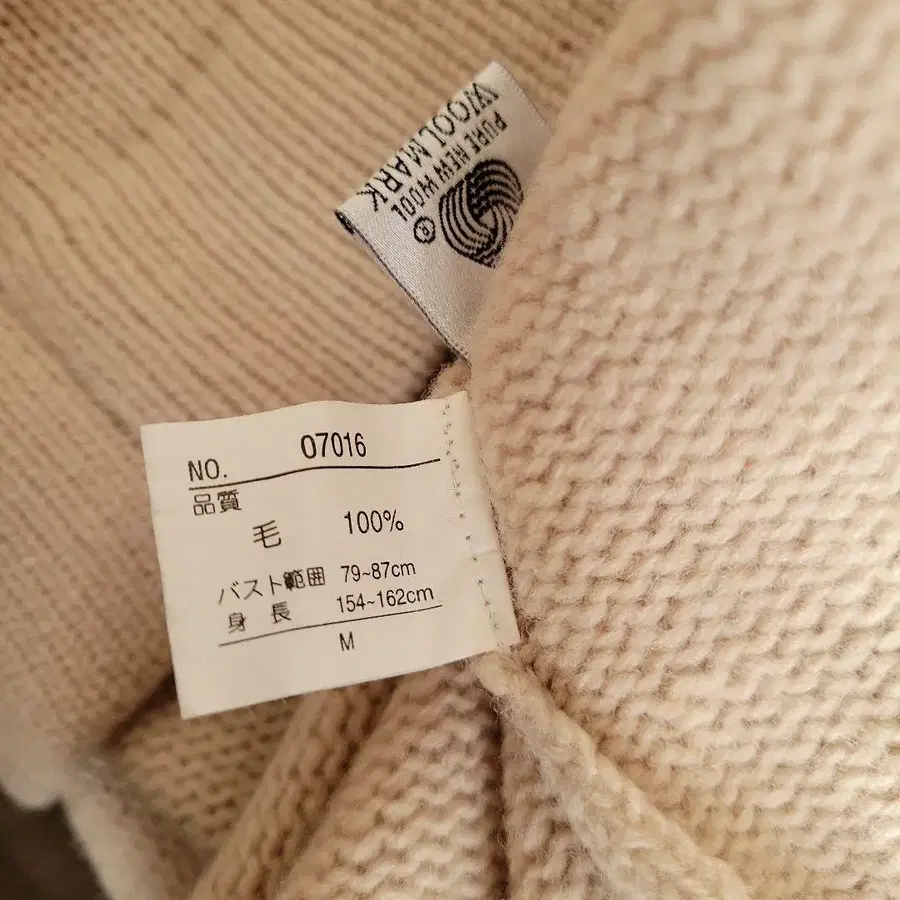 WOOLMARK
PURE NEW WOOL
®
NO. 07016
品質
毛 100%
バスト範囲 79~87cm
身長 154~162cm
M